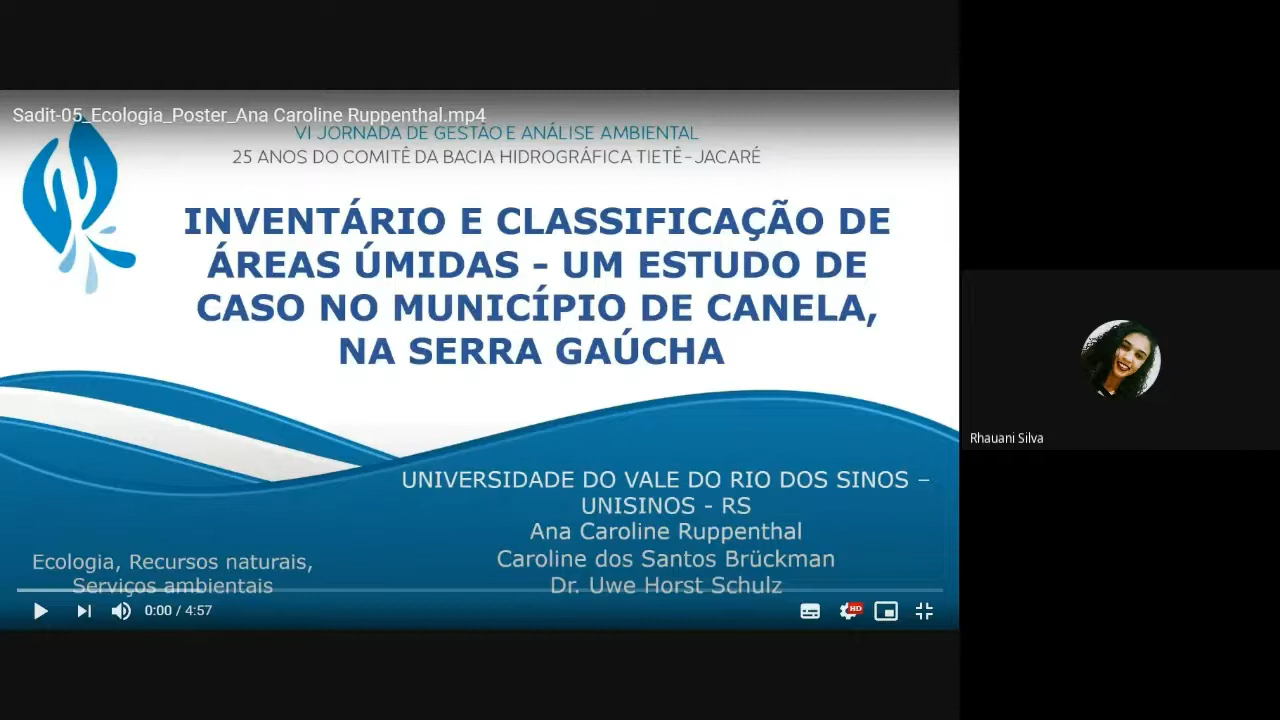 Sadit-05_Ecologia_Poster_Ana Caroline Ruppenthal.mp4
VI JORNADA DE GESTÃO E ANÁLISE AMBIENTAL
25 ANOS DO COMITÊ DA BACIA HIDROGRÁFICA TIETÊ-JACARÉ
INVENTÁRIO E CLASSIFICAÇÃO DE
ÁREAS ÚMIDAS - UM ESTUDO DE
CASO NO MUNICÍPIO DE CANELA,
NA SERRA GAÚCHA
UNIVERSIDADE DO VALE DO RIO DOS SINOS –
UNISINOS - RS
Ana Caroline Ruppenthal
Caroline dos Santos Brückman
Dr. Uwe Horst Schulz
Ecologia, Recursos naturais,
Serviços ambientais
0:00 / 4:57
HD
Rhauani Silva